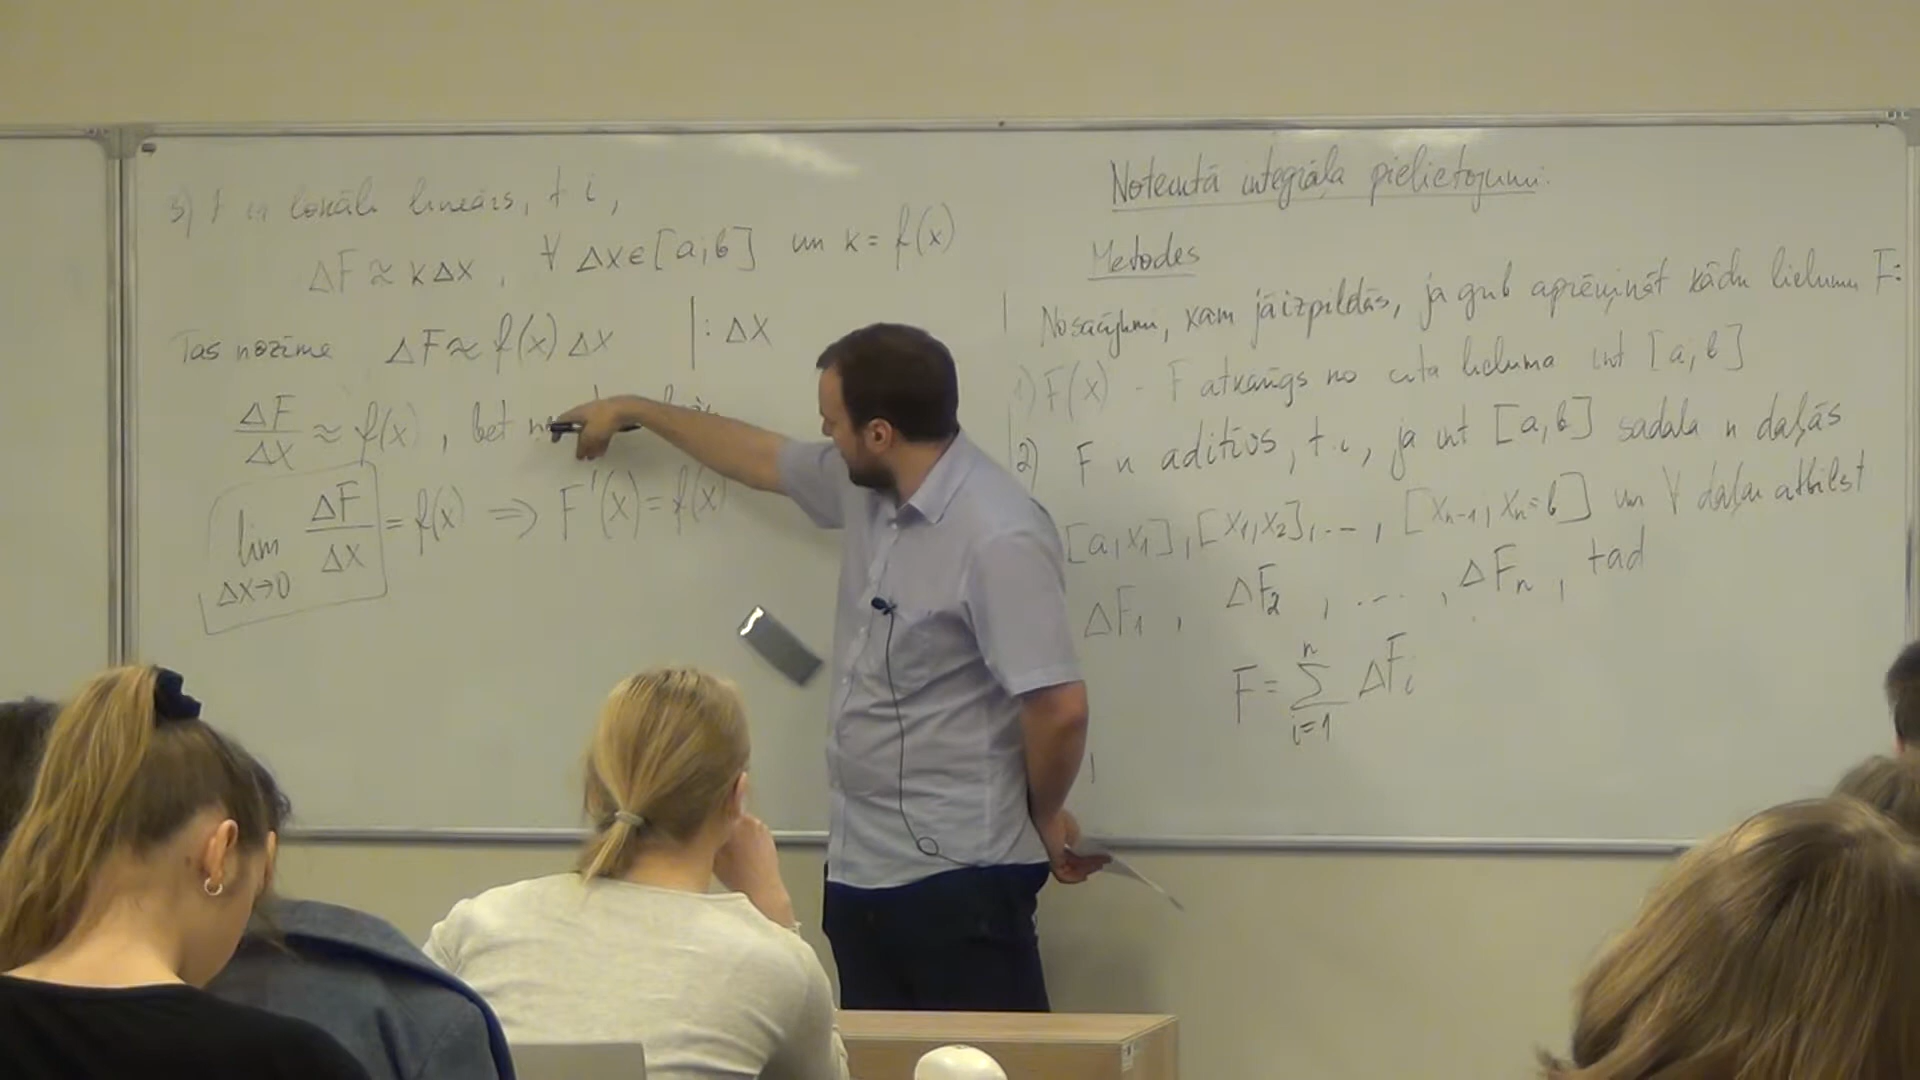 Noteiktā integrāļa pielietojumi.
Metodes
Nosacījumi, kam jāizpildās, ja grib aprēķināt kādu lielumu F:
1) F(x) - F atkarīgs no cita lieluma int [a,b]
2) F ir aditīvs, t.i, ja int [a,b] sadala n daļās
[a,x₁],[x₁,x₂],..., [xₙ₋₁, xₙ=b] un ∀ daļai atbilst
ΔF₁, ΔF₂, ...., ΔFₙ, tad
F = ∑ᵢ₌₁ⁿ ΔFᵢ
3) F ir lokāli lineārs, t i,
ΔF ≈ kΔx, ∀ Δx∈[a;b] un k = f(x)
Tas nozīmē ΔF ≈ f(x) Δx |: Δx
ΔF/Δx ≈ f(x), bet
lim Δx→0 ΔF/Δx = f(x) ⇒ F'(x) = f(x)